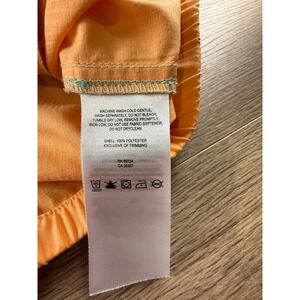 MACHINE WASH COLD GENTLE,
WASH SEPARATELY, DO NOT BLEACH,
TUMBLE DRY LOW, REMOVE PROMPTLY,
IRON LOW, DO NOT USE FABRIC SOFTENER,
DO NOT DRYCLEAN
SHELL: 100% POLYESTER
EXCLUSIVE OF TRIMMING